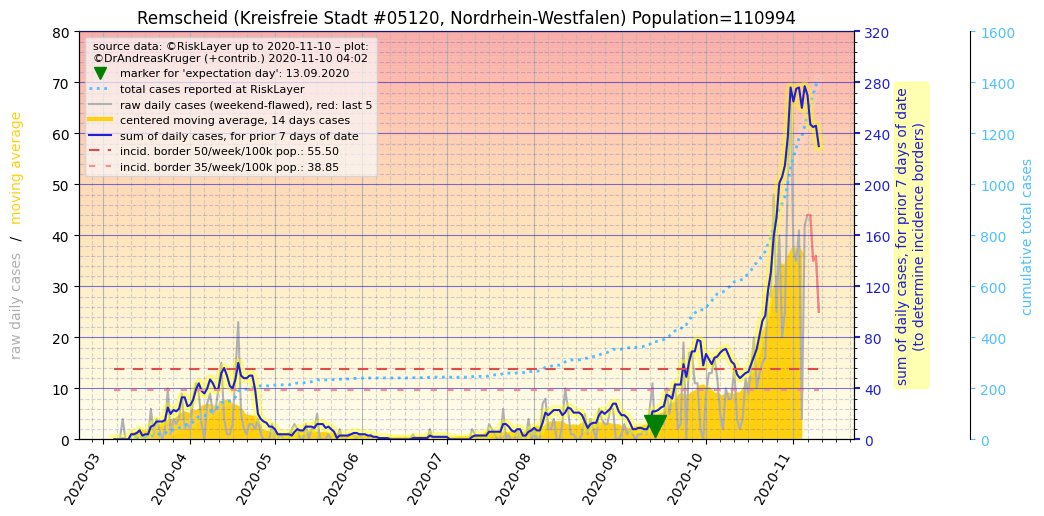 Remscheid (Kreisfreie Stadt #05120, Nordrhein-Westfalen) Population=110994
source data: ©RiskLayer up to 2020-11-10 – plot:
©DrAndreasKruger (+contrib.) 2020-11-10 04:02
marker for 'expectation day': 13.09.2020
total cases reported at RiskLayer
raw daily cases (weekend-flawed), red: last 5
centered moving average, 14 days cases
sum of daily cases, for prior 7 days of date
incid. border 50/week/100k pop.: 55.50
incid. border 35/week/100k pop.: 38.85
raw daily cases / moving average
80
70
60
50
40
30
20
10
0
2020-03
2020-04
2020-05
2020-06
2020-07
2020-08
2020-09
2020-10
2020-11
320
280
240
200
160
120
80
40
0
sum of daily cases, for prior 7 days of date
(to determine incidence borders)
1600
1400
1200
1000
800
600
400
200
0
cumulative total cases